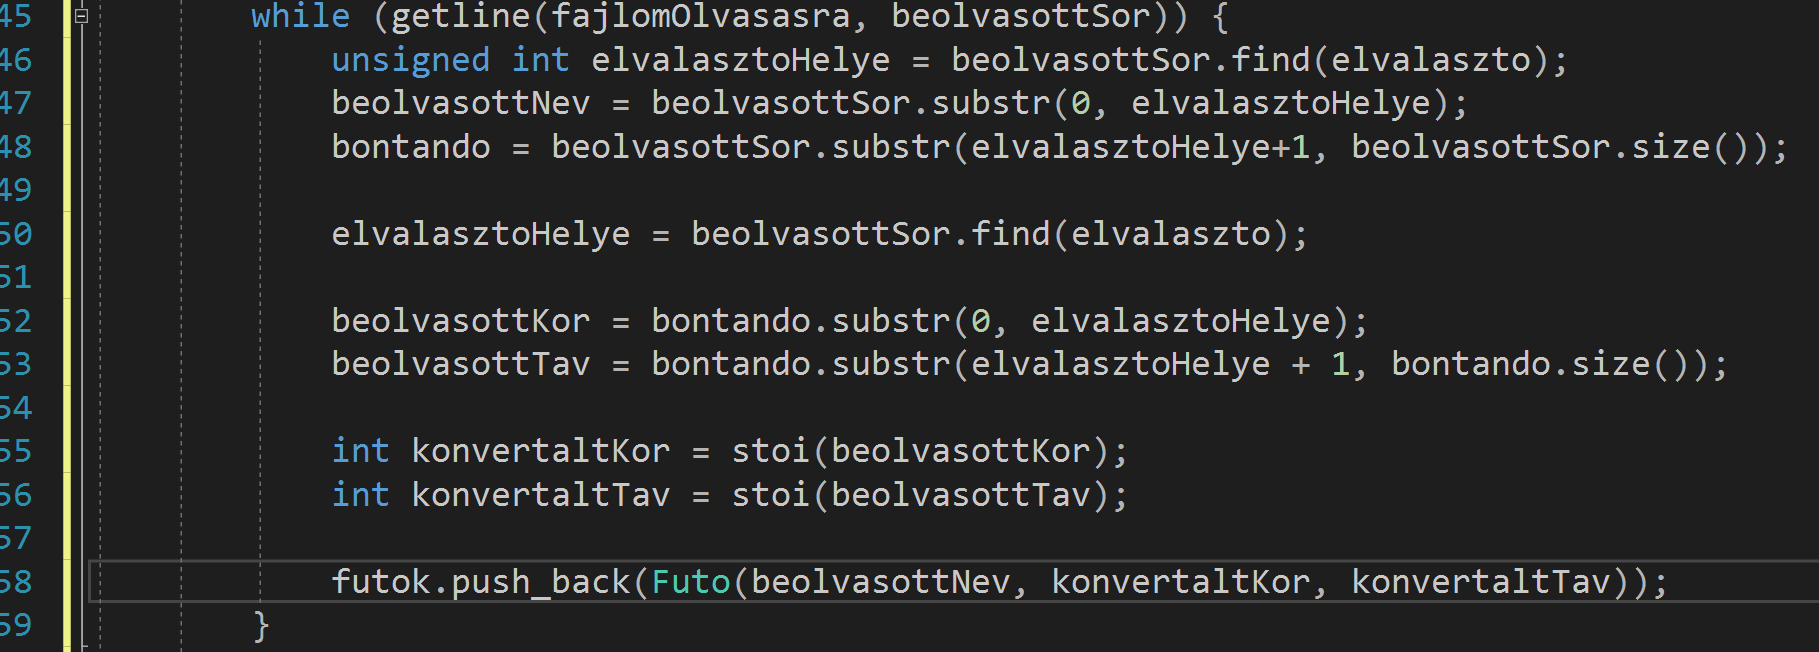 45 while (getline(fajlomOlvasasra, beolvasottSor)) {
46 unsigned int elvalasztoHelye = beolvasottSor.find(elvalaszto);
47 beolvasottNev = beolvasottSor.substr(0, elvalasztoHelye);
48 bontando = beolvasottSor.substr(elvalasztoHelye+1, beolvasottSor.size());
49
50 elvalasztoHelye = beolvasottSor.find(elvalaszto);
51
52 beolvasottKor = bontando.substr(0, elvalasztoHelye);
53 beolvasottTav = bontando.substr(elvalasztoHelye + 1, bontando.size());
54
55 int konvertaltKor = stoi(beolvasottKor);
56 int konvertaltTav = stoi(beolvasottTav);
57
58 futok.push_back(Futo(beolvasottNev, konvertaltKor, konvertaltTav));
59 }